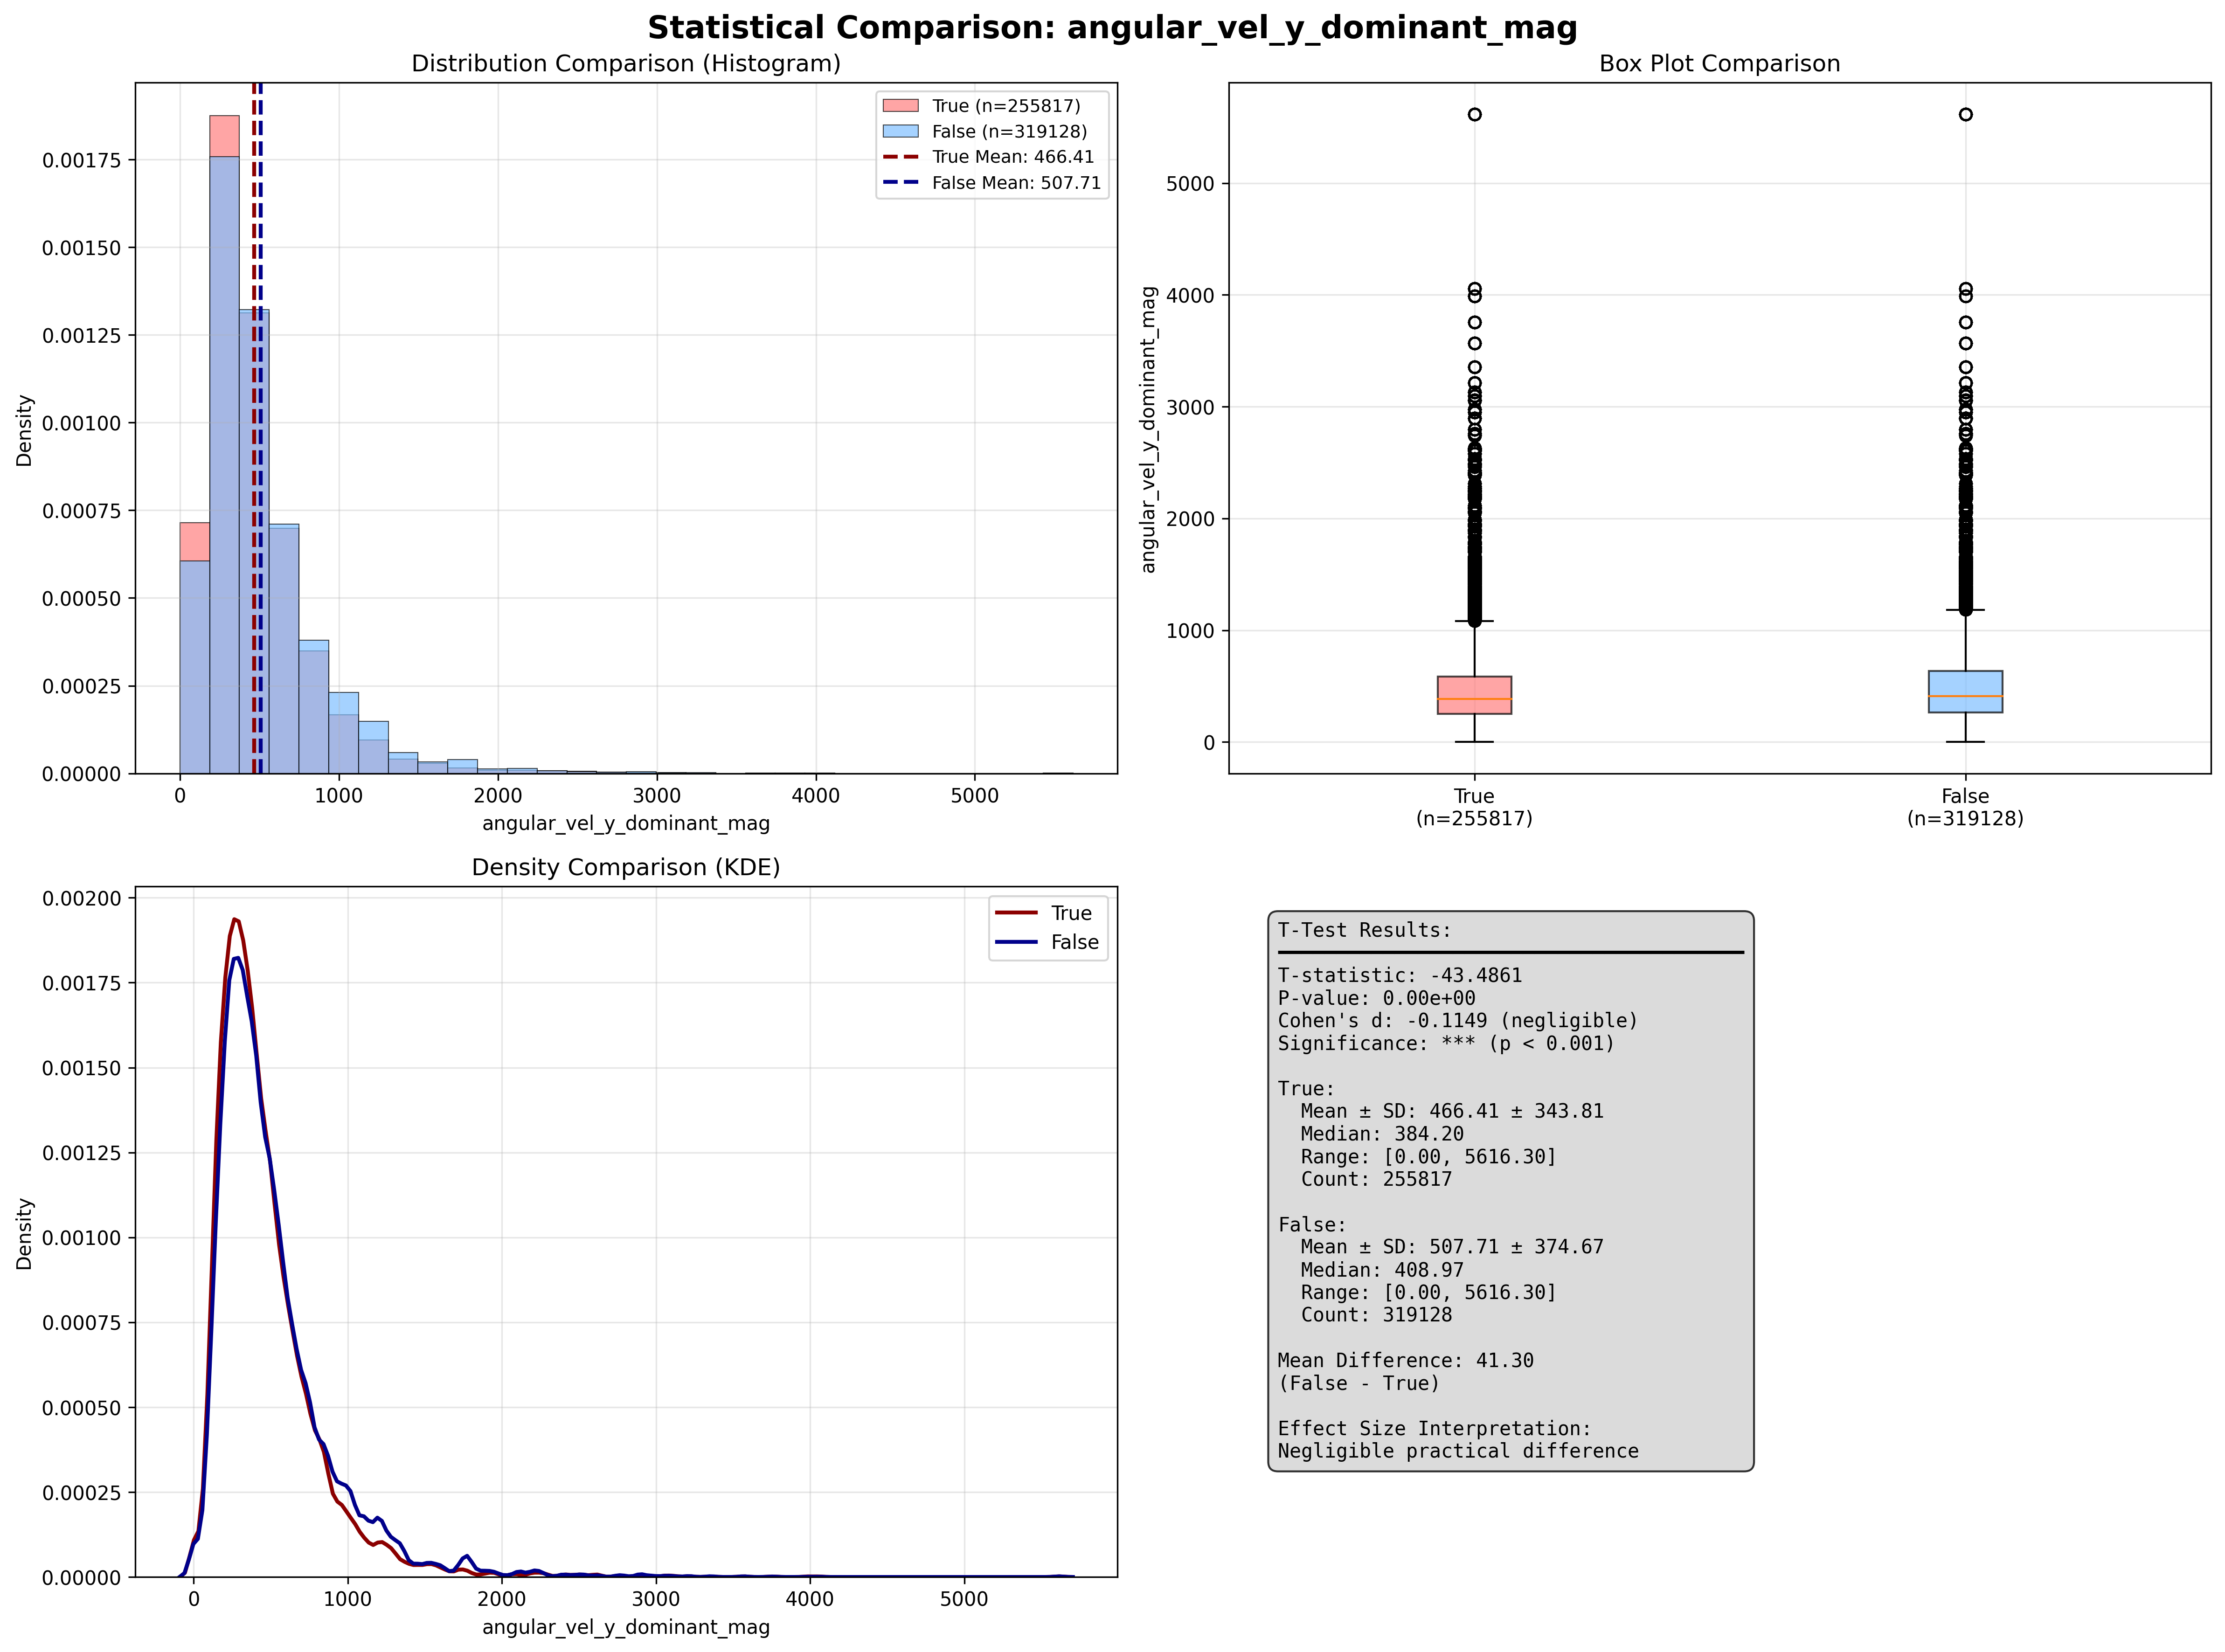 Statistical Comparison: angular_vel_y_dominant_mag
Distribution Comparison (Histogram)
True (n=255817)
False (n=319128)
True Mean: 466.41
False Mean: 507.71
0.00175
0.00150
0.00125
0.00100
0.00075
0.00050
0.00025
0.00000
Density
0
1000
2000
3000
4000
5000
angular_vel_y_dominant_mag
Box Plot Comparison
5000
4000
3000
2000
1000
0
angular_vel_y_dominant_mag
True
(n=255817)
False
(n=319128)
Density Comparison (KDE)
True
False
0.00200
0.00175
0.00150
0.00125
0.00100
0.00075
0.00050
0.00025
0.00000
Density
0
1000
2000
3000
4000
5000
angular_vel_y_dominant_mag
T-Test Results:
T-statistic: -43.4861
P-value: 0.00e+00
Cohen's d: -0.1149 (negligible)
Significance: *** (p < 0.001)
True:
Mean ± SD: 466.41 ± 343.81
Median: 384.20
Range: [0.00, 5616.30]
Count: 255817
False:
Mean ± SD: 507.71 ± 374.67
Median: 408.97
Range: [0.00, 5616.30]
Count: 319128
Mean Difference: 41.30
(False - True)
Effect Size Interpretation:
Negligible practical difference